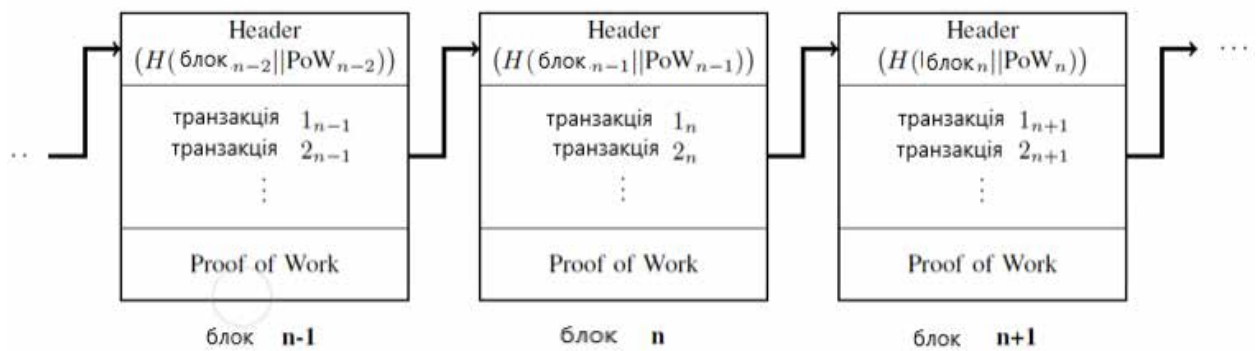 Header
(H(блок n−2||PoW n−2))
транзакція 1 n−1
транзакція 2 n−1
⋮
Proof of Work
блок n-1
Header
(H(блок n−1||PoW n−1))
транзакція 1 n
транзакція 2 n
⋮
Proof of Work
блок n
Header
(H(блок n||PoW n))
транзакція 1 n+1
транзакція 2 n+1
⋮
Proof of Work
блок n+1